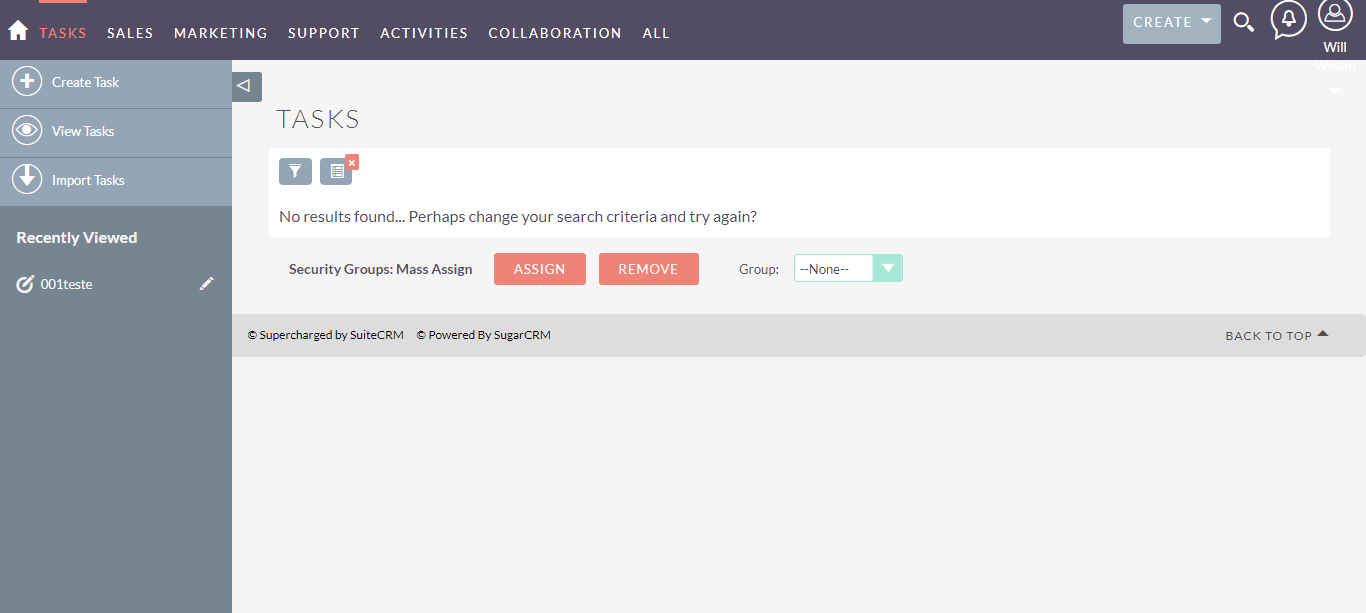 TASKS SALES MARKETING SUPPORT ACTIVITIES COLLABORATION ALL CREATE
Will
Westin
Create Task
View Tasks
Import Tasks
Recently Viewed
001teste
TASKS
No results found... Perhaps change your search criteria and try again?
Security Groups: Mass Assign ASSIGN REMOVE Group: --None--
© Supercharged by SuiteCRM © Powered By SugarCRM BACK TO TOP